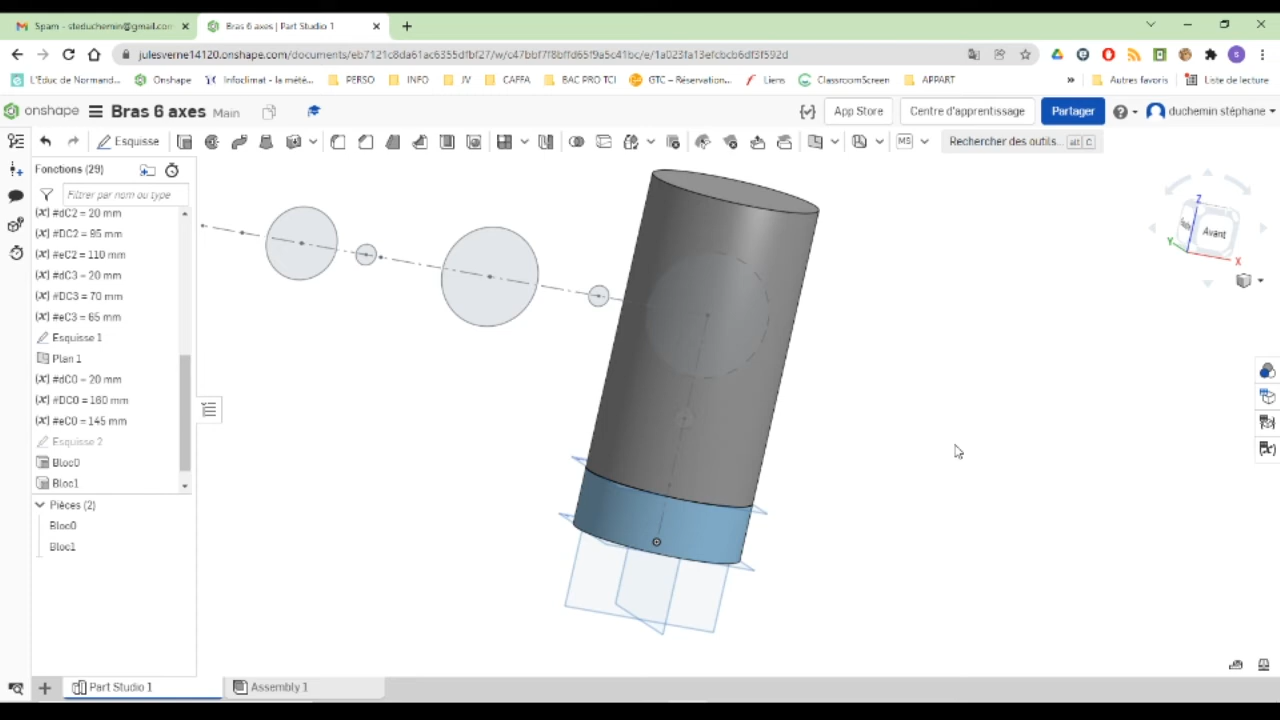 Spam - steduchemin@gmail.com
Bras 6 axes | Part Studio 1
julesverne14120.onshape.com/documents/eb7121c8da61ac6355dfbf27/w/c47bbf7f8bffd65f9a5c41bc/e/1a023fa13efcbcb6df3f592d
L'Éduc de Normand...
Onshape
Infoclimat - la mété...
PERSO
INFO
JV
CAFFA
BAC PRO TCI
GTC – Réservation...
Liens
ClassroomScreen
APPART
»
Autres favoris
Liste de lecture
onshape
Bras 6 axes
Main
App Store
Centre d'apprentissage
Partager
duchemin stéphane
Esquisse
Rechercher des outils...
alt C
Fonctions (29)
Filtrer par nom ou type
(x) #dC2 = 20 mm
(x) #DC2 = 95 mm
(x) #eC2 = 110 mm
(x) #dC3 = 20 mm
(x) #DC3 = 70 mm
(x) #eC3 = 65 mm
Esquisse 1
Plan 1
(x) #dC0 = 20 mm
(x) #DC0 = 160 mm
(x) #eC0 = 145 mm
Esquisse 2
Bloc0
Bloc1
Pièces (2)
Bloc0
Bloc1
Z
Avant
Y
X
MS
Part Studio 1
Assembly 1